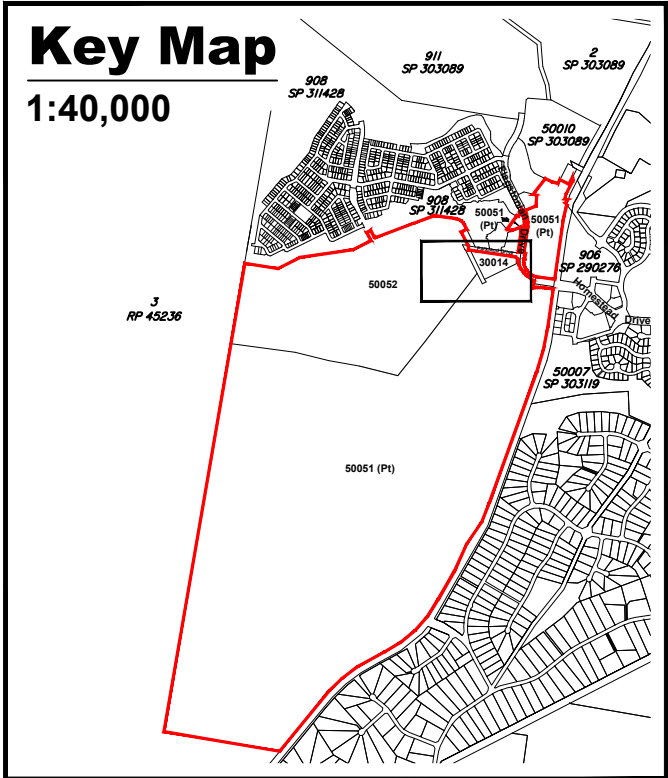 Key Map
1:40,000
911
SP 303089
2
SP 303089
908
SP 311428
50010
SP 303089
908
SP 311428
50051
(Pt)
50051
(Pt)
Drive
30014
906
SP 290276
50052
Homestead
Drive
3
RP 45236
50007
SP 303119
50051 (Pt)